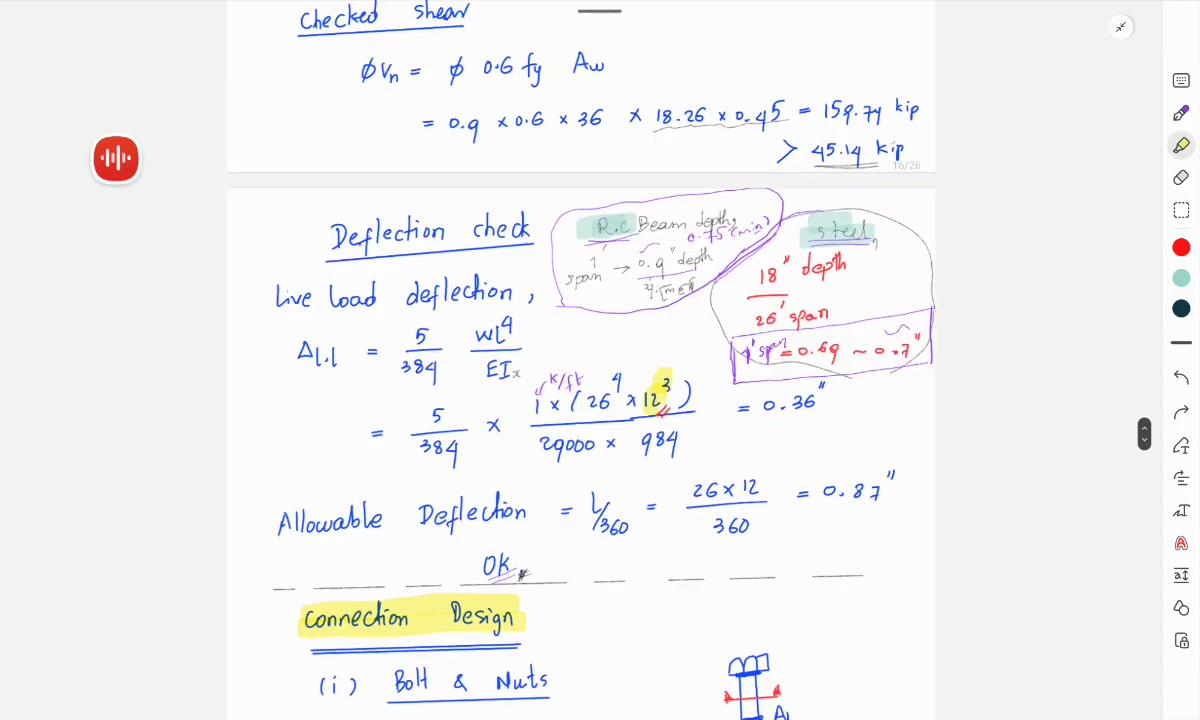 Checked shear
ϕVn = ϕ 0.6 fy Aw
= 0.9 × 0.6 × 36 × 18.26 × 0.45 = 159.74 kip
> 45.14 kip
16/26
Deflection check
R.C Beam depth,
0.75 (min)
1'
span → 0.9" depth
steel,
18" depth
26' span
1' span = 0.69 ~ 0.7"
Live load deflection,
Δl.l = 5/384 wl⁴/EIx
k/ft
= 5/384 × 1 × (26⁴ × 12³)/29000 × 984 = 0.36"
Allowable Deflection = L/360 = 26 × 12/360 = 0.87"
OK
Connection Design
(i) Bolt & Nuts